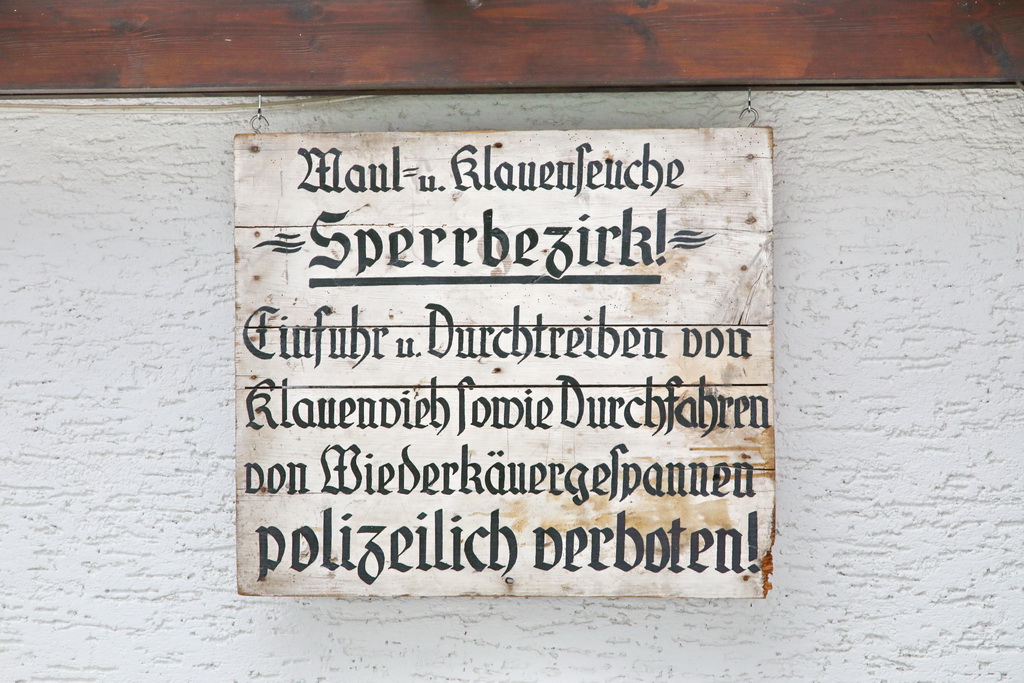 Maul- u. Klauenſeuche
Sperrbezirk!
Einfuhr u. Durchtreiben von
Klauenvieh ſowie Durchfahren
von Wiederkäuergeſpannen
polizeilich verboten!